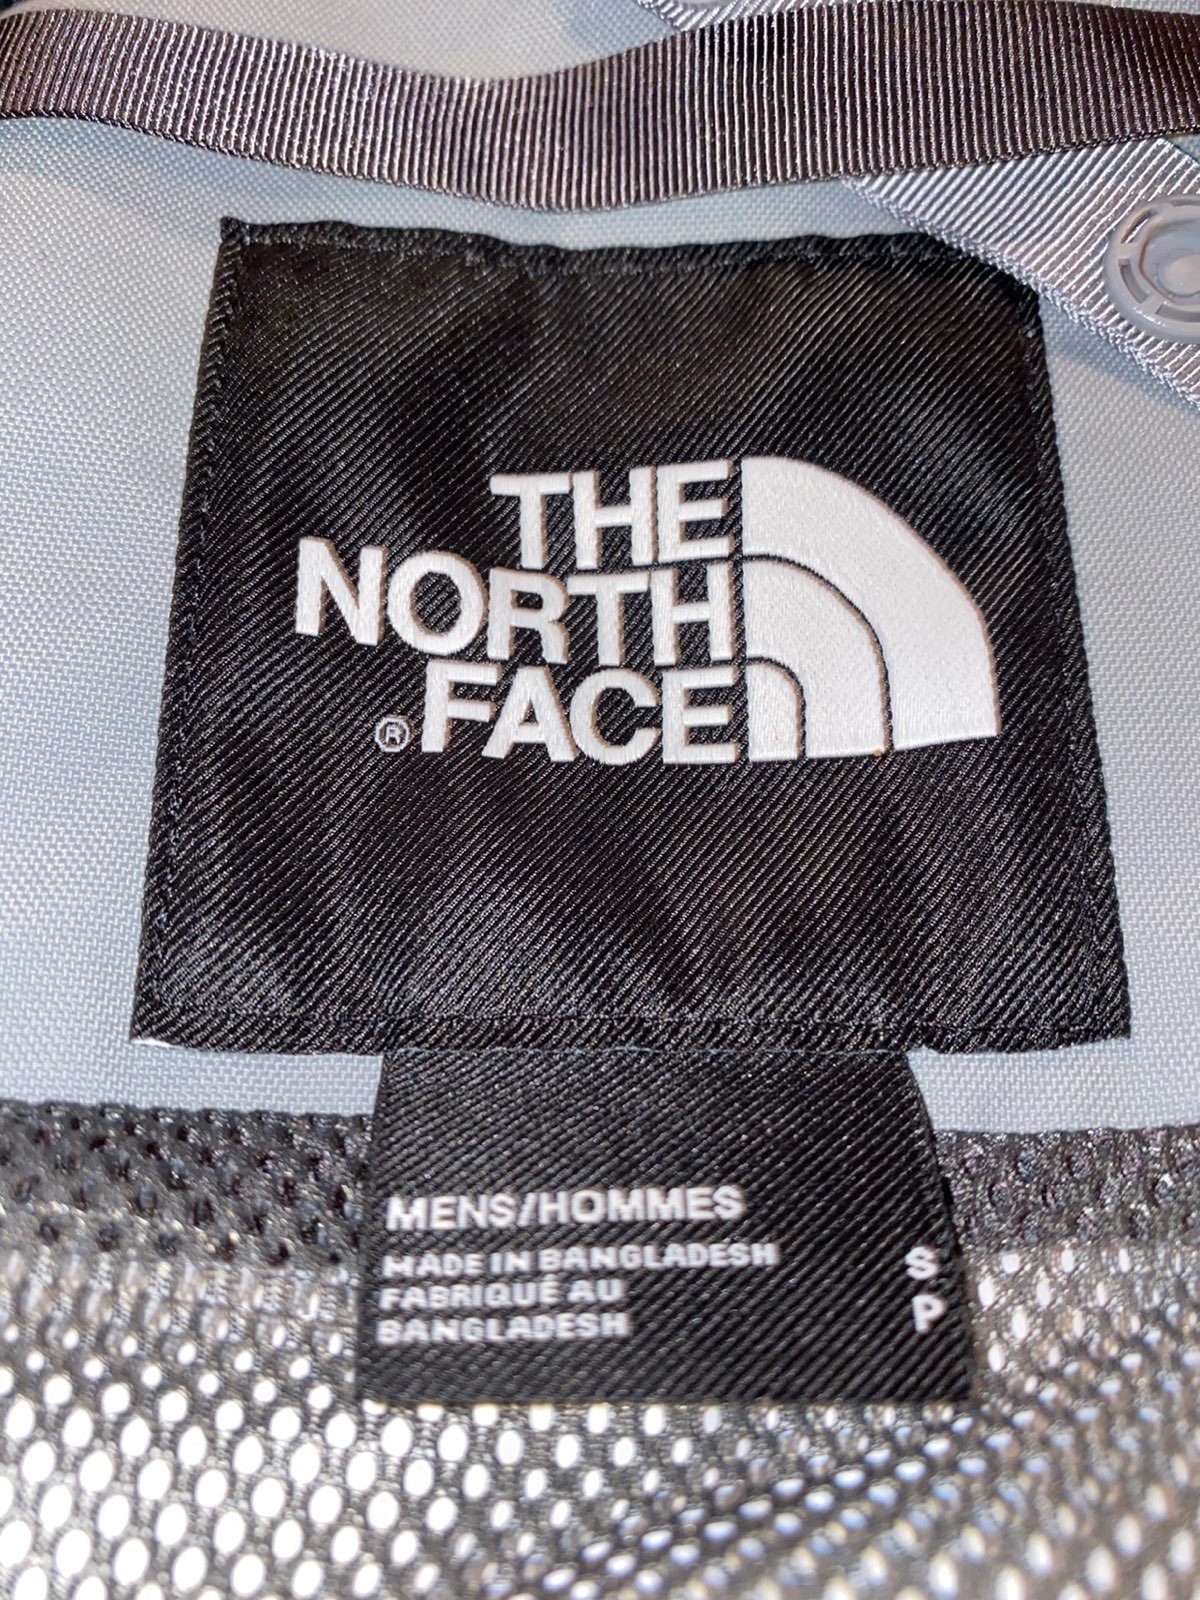 THE
NORTH
® FACE
MENS/HOMMES
MADE IN BANGLADESH
FABRIQUÉ AU
BANGLADESH
S
P